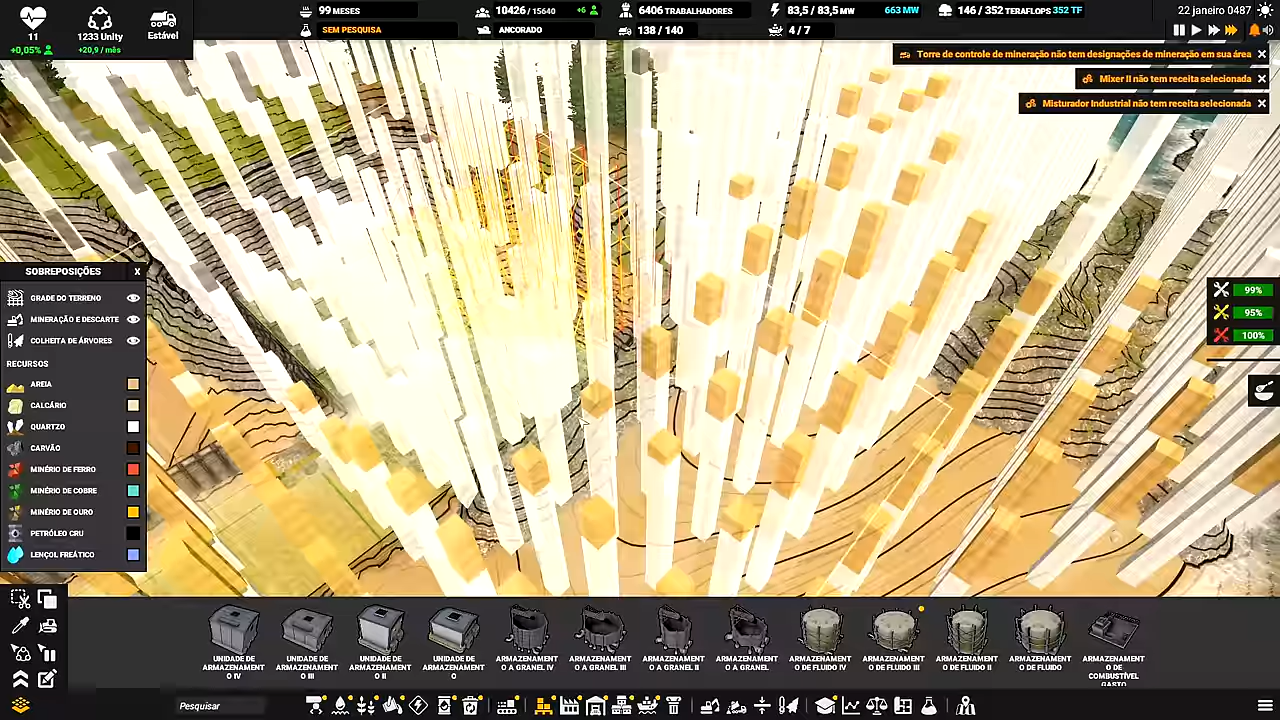 11
+0,05%
1233 Unity
+20,9 / mês
Estável
99 MESES
SEM PESQUISA
10426 / 15640 +6
ANCORADO
6406 TRABALHADORES
138 / 140
83,5 / 83,5 MW 663 MW
4 / 7
146 / 352 TERAFLOPS 352 TF
22 janeiro 0487
Torre de controle de mineração não tem designações de mineração em sua área X
Mixer II não tem receita selecionada X
Misturador Industrial não tem receita selecionada X
SOBREPOSIÇÕES X
GRADE DO TERRENO
MINERAÇÃO E DESCARTE
COLHEITA DE ÁRVORES
RECURSOS
AREIA
CALCÁRIO
QUARTZO
CARVÃO
MINÉRIO DE FERRO
MINÉRIO DE COBRE
MINÉRIO DE OURO
PETRÓLEO CRU
LENÇOL FREÁTICO
99%
95%
100%
UNIDADE DE ARMAZENAMENTO IV
UNIDADE DE ARMAZENAMENTO III
UNIDADE DE ARMAZENAMENTO II
UNIDADE DE ARMAZENAMENTO
ARMAZENAMENTO A GRANEL IV
ARMAZENAMENTO A GRANEL III
ARMAZENAMENTO A GRANEL II
ARMAZENAMENTO A GRANEL
ARMAZENAMENTO DE FLUIDO IV
ARMAZENAMENTO DE FLUIDO III
ARMAZENAMENTO DE FLUIDO II
ARMAZENAMENTO DE FLUIDO
ARMAZENAMENTO DE COMBUSTÍVEL GASTO
Pesquisar